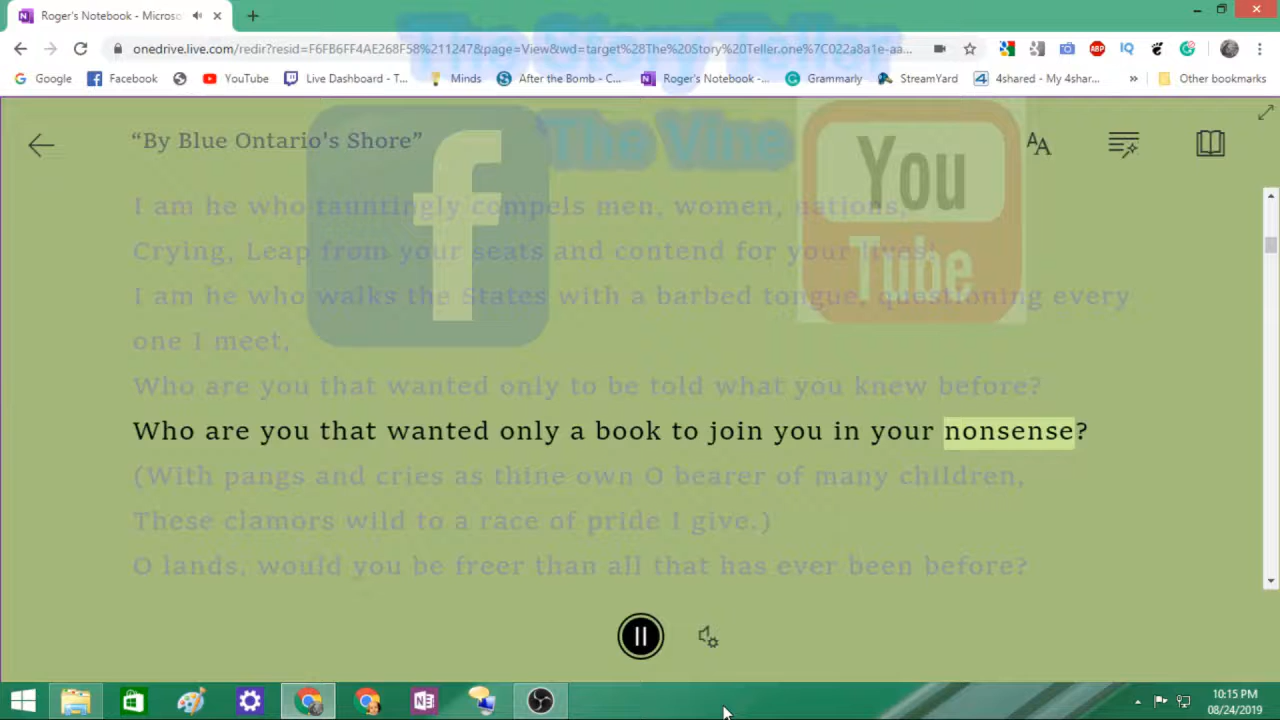 Roger's Notebook - Microso
onedrive.live.com/redir?resid=F6FB6FF4AE268F58%211247&page=View&wd=target%28The%20Story%20Teller.one%7C022a8a1e-aa...
Google Facebook YouTube Live Dashboard - T... Minds After the Bomb - C... Roger's Notebook -... Grammarly StreamYard 4shared - My 4shar... » Other bookmarks
The Story Teller
The Vine
f
You
Tube
“By Blue Ontario's Shore”
I am he who tauntingly compels men, women, nations,
Crying, Leap from your seats and contend for your lives!
I am he who walks the States with a barbed tongue, questioning every
one I meet,
Who are you that wanted only to be told what you knew before?
Who are you that wanted only a book to join you in your nonsense?
(With pangs and cries as thine own O bearer of many children,
These clamors wild to a race of pride I give.)
O lands, would you be freer than all that has ever been before?
10:15 PM
08/24/2019